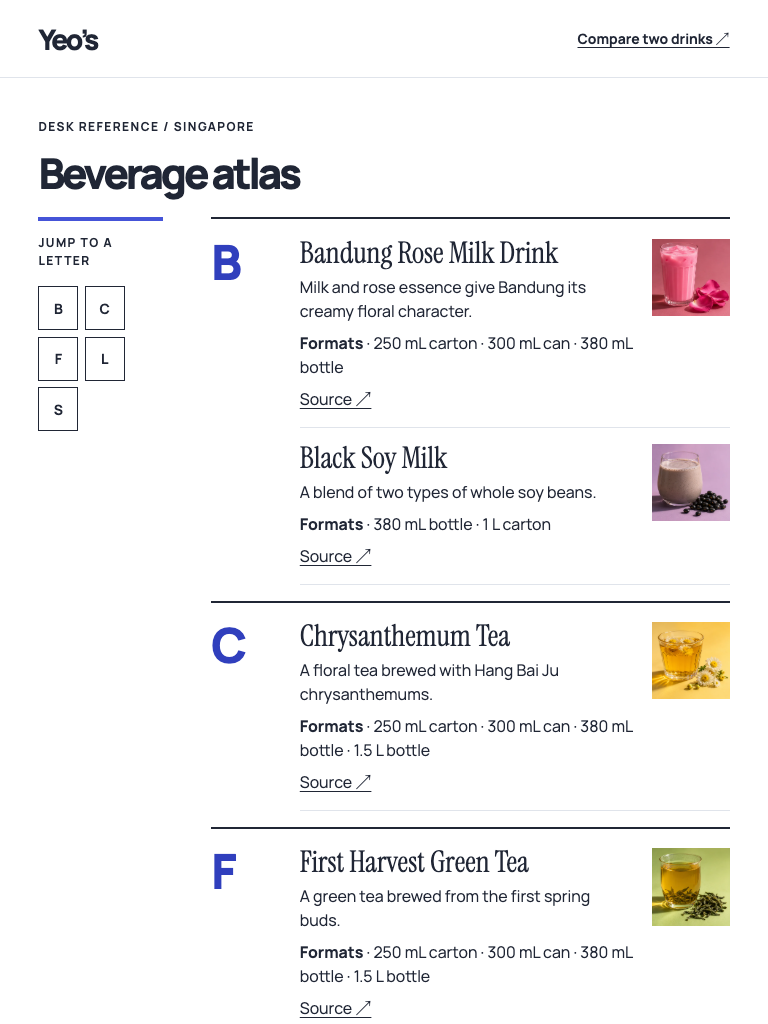 Yeo's
Compare two drinks ↗
DESK REFERENCE / SINGAPORE
Beverage atlas
JUMP TO A
LETTER
B
C
F
L
S
B
Bandung Rose Milk Drink
Milk and rose essence give Bandung its
creamy floral character.
Formats · 250 mL carton · 300 mL can · 380 mL
bottle
Source ↗
Black Soy Milk
A blend of two types of whole soy beans.
Formats · 380 mL bottle · 1 L carton
Source ↗
C
Chrysanthemum Tea
A floral tea brewed with Hang Bai Ju
chrysanthemums.
Formats · 250 mL carton · 300 mL can · 380 mL
bottle · 1.5 L bottle
Source ↗
F
First Harvest Green Tea
A green tea brewed from the first spring
buds.
Formats · 250 mL carton · 300 mL can · 380 mL
bottle · 1.5 L bottle
Source ↗